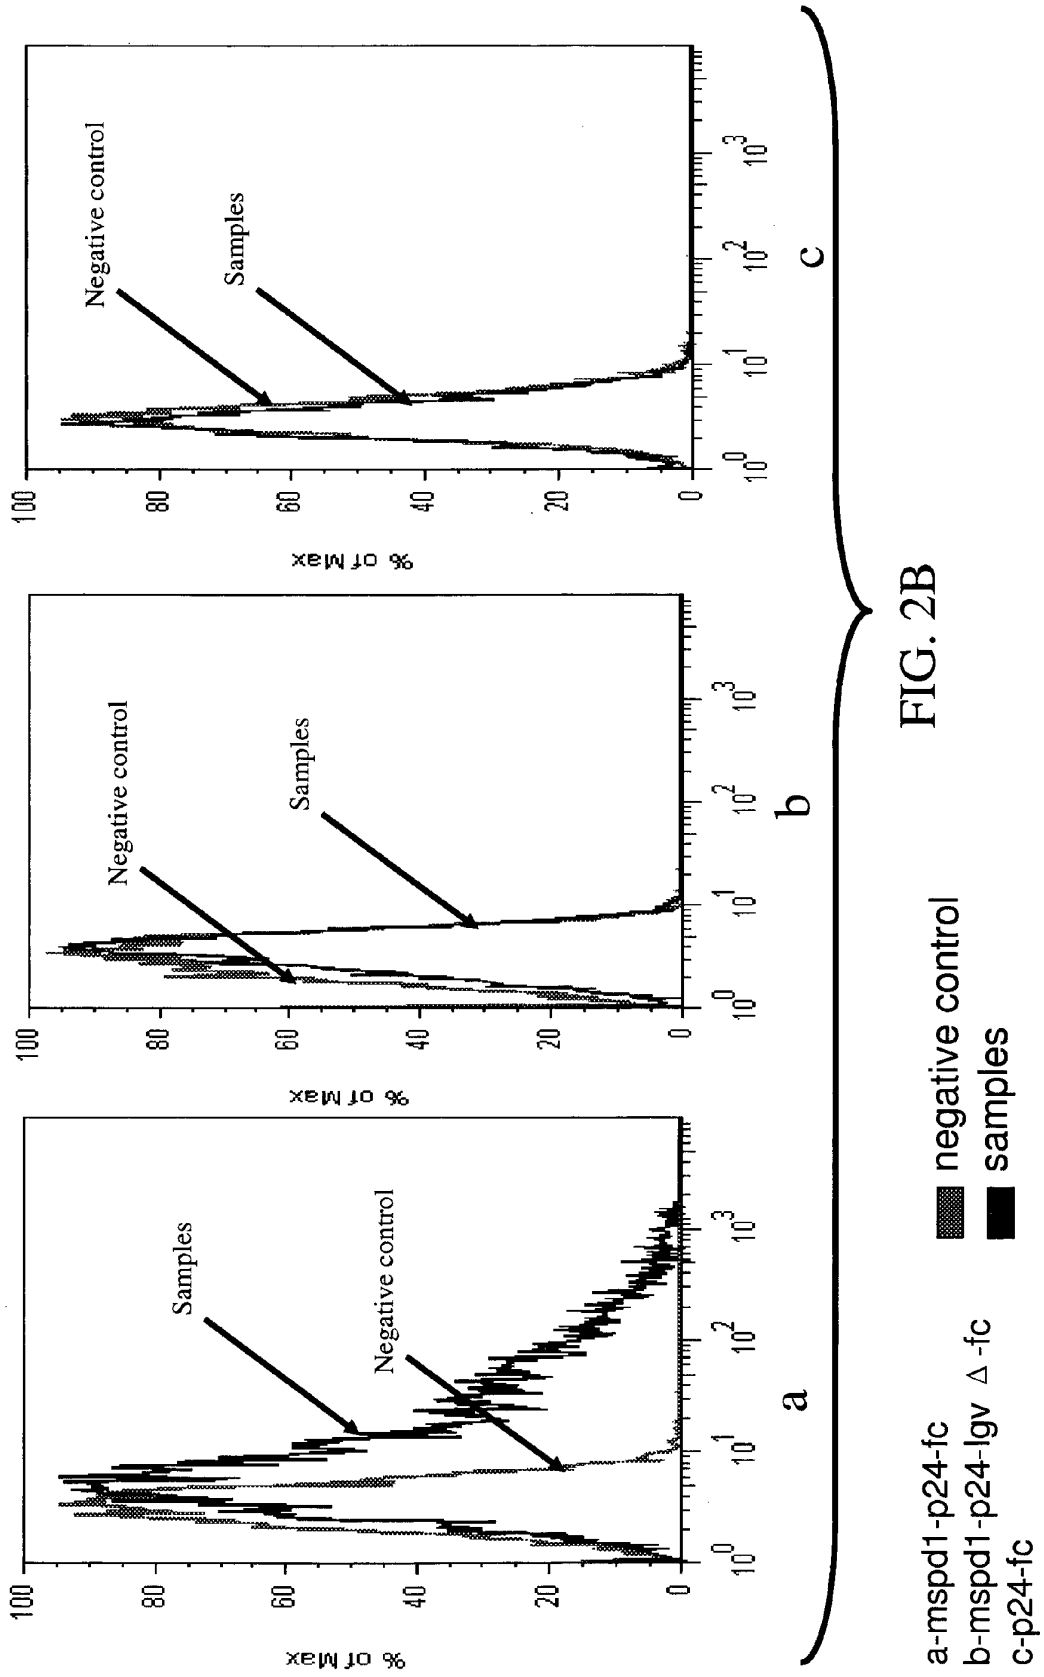 % of Max
100
80
60
40
20
0
10^0
10^1
10^2
10^3
Samples
Negative control
a
% of Max
100
80
60
40
20
0
10^0
10^1
10^2
10^3
Negative control
Samples
b
% of Max
100
80
60
40
20
0
10^0
10^1
10^2
10^3
Negative control
Samples
c
FIG. 2B
a-mspd1-p24-fc
b-mspd1-p24-Igv Δ -fc
c-p24-fc
negative control
samples